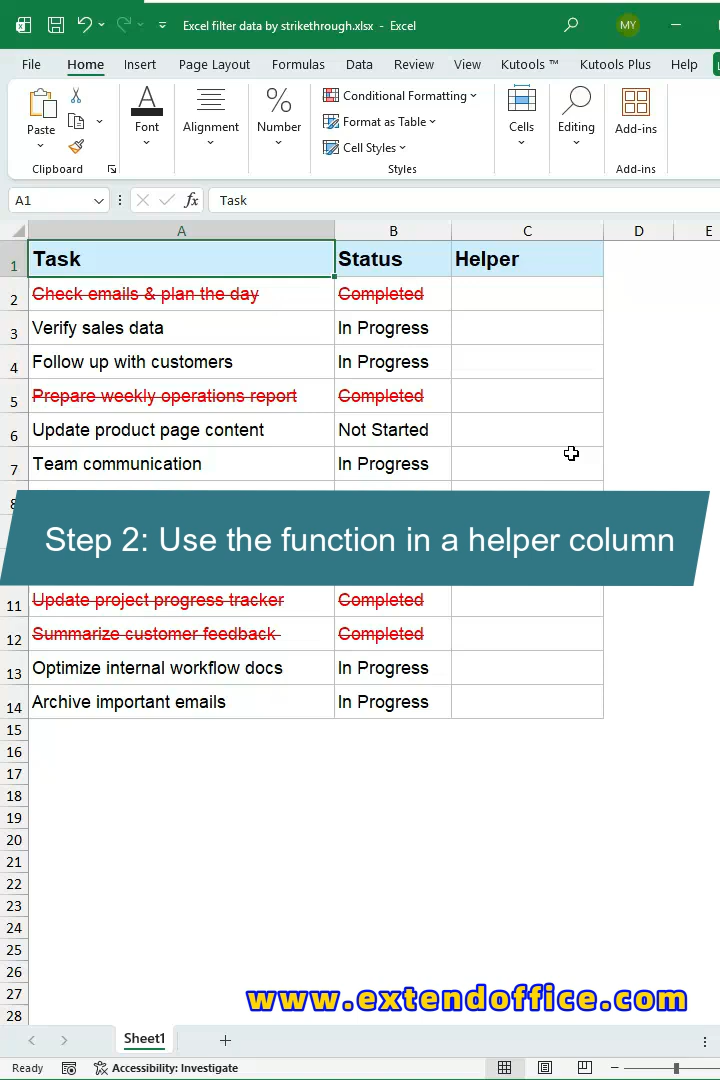 Excel filter data by strikethrough.xlsx - Excel
MY
File Home Insert Page Layout Formulas Data Review View Kutools ™ Kutools Plus Help
Paste Font Alignment Number Conditional Formatting Format as Table Cell Styles Cells Editing Add-ins
Clipboard Styles Add-ins
A1 fx Task
A B C D E
1 Task Status Helper
2 Check emails & plan the day Completed
3 Verify sales data In Progress
4 Follow up with customers In Progress
5 Prepare weekly operations report Completed
6 Update product page content Not Started
7 Team communication In Progress
8
Step 2: Use the function in a helper column
11 Update project progress tracker Completed
12 Summarize customer feedback Completed
13 Optimize internal workflow docs In Progress
14 Archive important emails In Progress
15
16
17
18
19
20
21
22
23
24
25
26
27
www.extendoffice.com
28
Sheet1
Ready Accessibility: Investigate